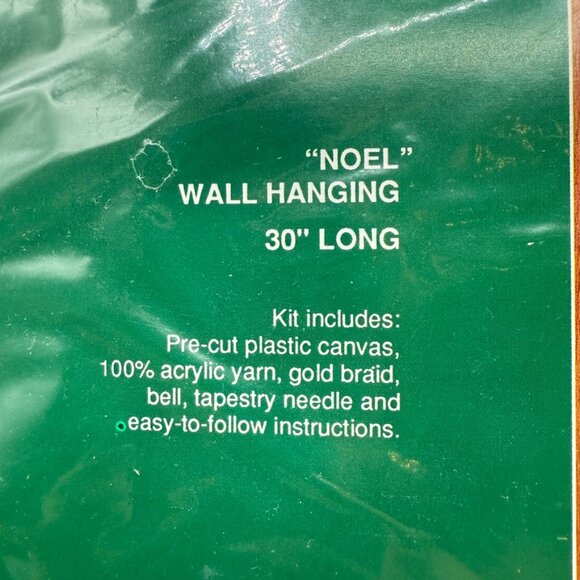 “NOEL”
WALL HANGING
30" LONG
Kit includes:
Pre-cut plastic canvas,
100% acrylic yarn, gold braid,
bell, tapestry needle and
easy-to-follow instructions.